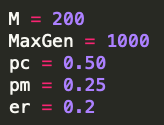 M = 200
MaxGen = 1000
pc = 0.50
pm = 0.25
er = 0.2